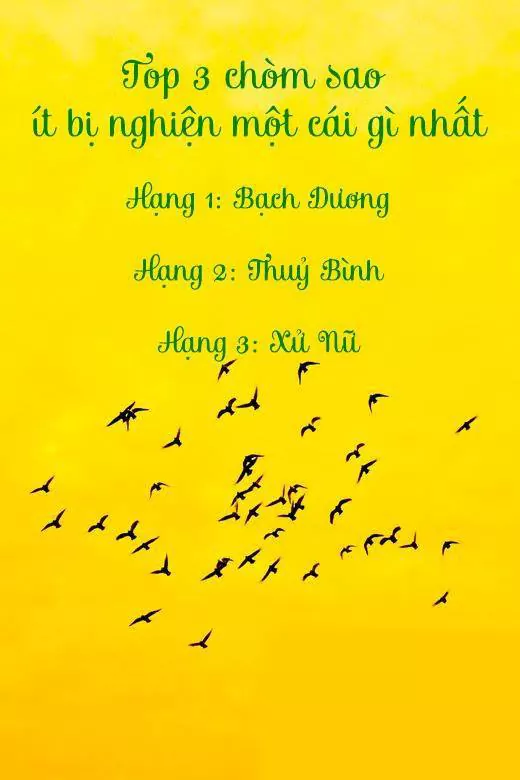 Top 3 chòm sao
ít bị nghiện một cái gì nhất
Hạng 1: Bạch Dương
Hạng 2: Thuỷ Bình
Hạng 3: Xử Nữ